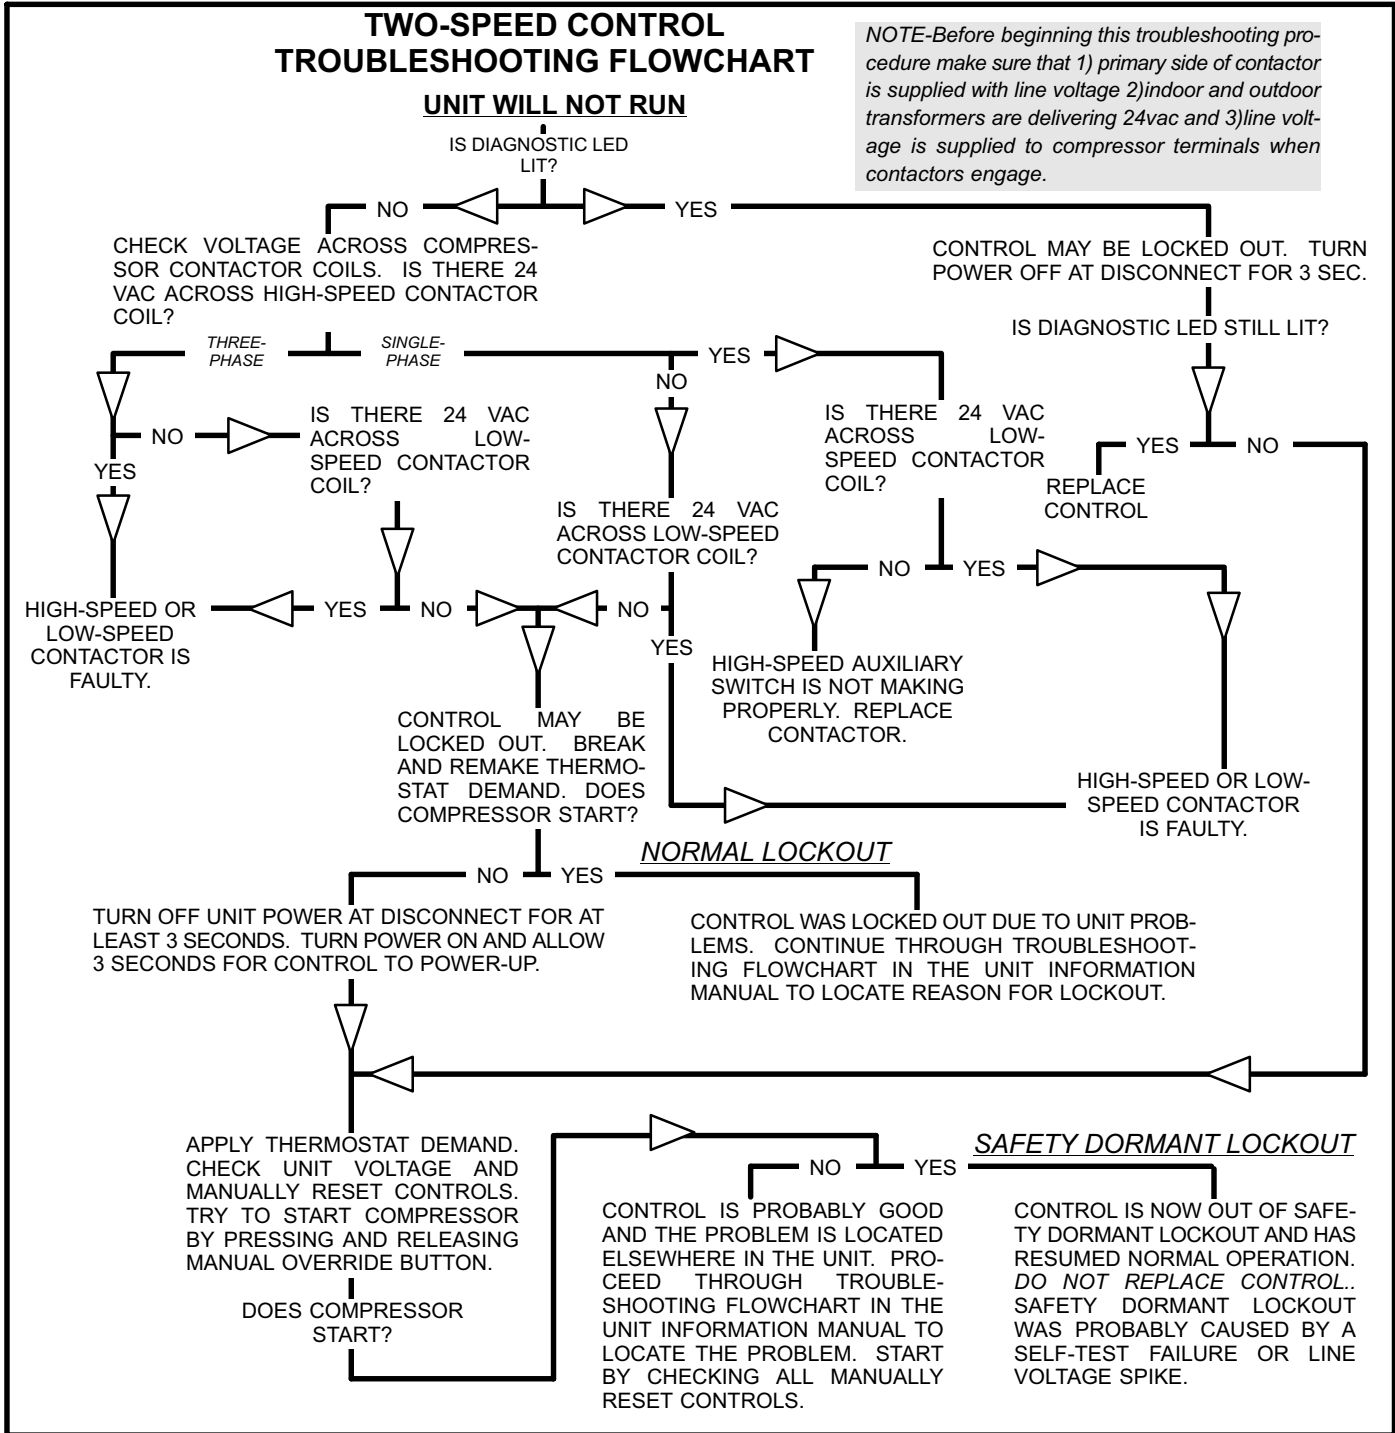 TWO-SPEED CONTROL
TROUBLESHOOTING FLOWCHART
NOTE-Before beginning this troubleshooting pro-
cedure make sure that 1) primary side of contactor
is supplied with line voltage 2)indoor and outdoor
transformers are delivering 24vac and 3)line volt-
age is supplied to compressor terminals when
contactors engage.
UNIT WILL NOT RUN
IS DIAGNOSTIC LED
LIT?
NO
YES
CHECK VOLTAGE ACROSS COMPRES-
SOR CONTACTOR COILS. IS THERE 24
VAC ACROSS HIGH-SPEED CONTACTOR
COIL?
CONTROL MAY BE LOCKED OUT. TURN
POWER OFF AT DISCONNECT FOR 3 SEC.
IS DIAGNOSTIC LED STILL LIT?
THREE-
PHASE
SINGLE-
PHASE
YES
NO
NO
YES
IS THERE 24 VAC
ACROSS LOW-
SPEED CONTACTOR
COIL?
IS THERE 24 VAC
ACROSS LOW-
SPEED CONTACTOR
COIL?
YES
NO
REPLACE
CONTROL
IS THERE 24 VAC
ACROSS LOW-SPEED
CONTACTOR COIL?
NO
YES
HIGH-SPEED OR
LOW-SPEED
CONTACTOR IS
FAULTY.
YES
NO
NO
YES
HIGH-SPEED AUXILIARY
SWITCH IS NOT MAKING
PROPERLY. REPLACE
CONTACTOR.
CONTROL MAY BE
LOCKED OUT. BREAK
AND REMAKE THERMO-
STAT DEMAND. DOES
COMPRESSOR START?
HIGH-SPEED OR LOW-
SPEED CONTACTOR
IS FAULTY.
NORMAL LOCKOUT
NO
YES
TURN OFF UNIT POWER AT DISCONNECT FOR AT
LEAST 3 SECONDS. TURN POWER ON AND ALLOW
3 SECONDS FOR CONTROL TO POWER-UP.
CONTROL WAS LOCKED OUT DUE TO UNIT PROB-
LEMS. CONTINUE THROUGH TROUBLESHOOT-
ING FLOWCHART IN THE UNIT INFORMATION
MANUAL TO LOCATE REASON FOR LOCKOUT.
APPLY THERMOSTAT DEMAND.
CHECK UNIT VOLTAGE AND
MANUALLY RESET CONTROLS.
TRY TO START COMPRESSOR
BY PRESSING AND RELEASING
MANUAL OVERRIDE BUTTON.
DOES COMPRESSOR
START?
SAFETY DORMANT LOCKOUT
NO
YES
CONTROL IS PROBABLY GOOD
AND THE PROBLEM IS LOCATED
ELSEWHERE IN THE UNIT. PRO-
CEED THROUGH TROUBLE-
SHOOTING FLOWCHART IN THE
UNIT INFORMATION MANUAL TO
LOCATE THE PROBLEM. START
BY CHECKING ALL MANUALLY
RESET CONTROLS.
CONTROL IS NOW OUT OF SAFE-
TY DORMANT LOCKOUT AND HAS
RESUMED NORMAL OPERATION.
DO NOT REPLACE CONTROL..
SAFETY DORMANT LOCKOUT
WAS PROBABLY CAUSED BY A
SELF-TEST FAILURE OR LINE
VOLTAGE SPIKE.